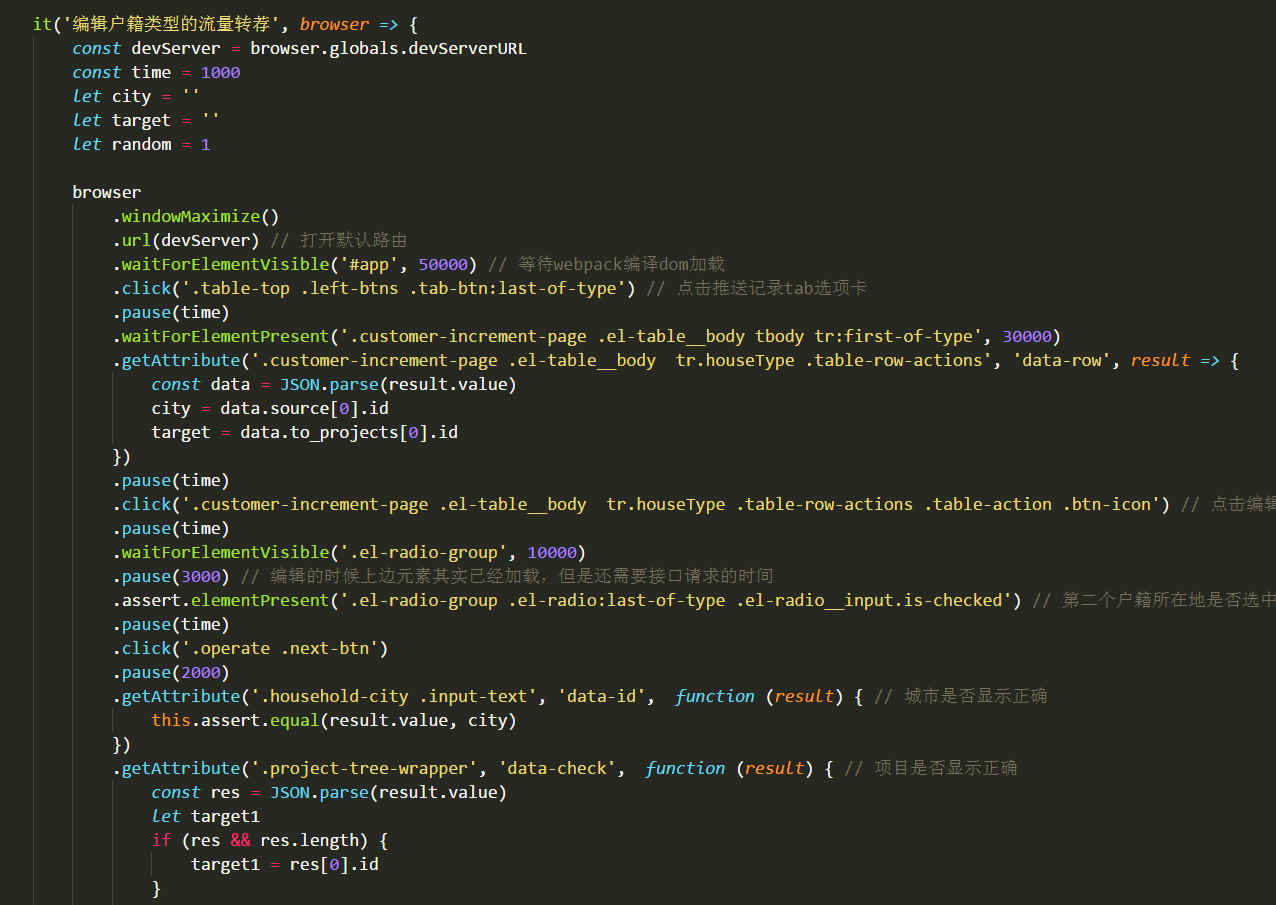 it('编辑户籍类型的流量转荐', browser => {
const devServer = browser.globals.devServerURL
const time = 1000
let city = ''
let target = ''
let random = 1
browser
.windowMaximize()
.url(devServer) // 打开默认路由
.waitForElementVisible('#app', 50000) // 等待webpack编译dom加载
.click('.table-top .left-btns .tab-btn:last-of-type') // 点击推送记录tab选项卡
.pause(time)
.waitForElementPresent('.customer-increment-page .el-table__body tbody tr:first-of-type', 30000)
.getAttribute('.customer-increment-page .el-table__body  tr.houseType .table-row-actions', 'data-row', result => {
const data = JSON.parse(result.value)
city = data.source[0].id
target = data.to_projects[0].id
})
.pause(time)
.click('.customer-increment-page .el-table__body  tr.houseType .table-row-actions .table-action .btn-icon') // 点击编辑
.pause(time)
.waitForElementVisible('.el-radio-group', 10000)
.pause(3000) // 编辑的时候上边元素其实已经加载，但是还需要接口请求的时间
.assert.elementPresent('.el-radio-group .el-radio:last-of-type .el-radio__input.is-checked') // 第二个户籍所在地是否选中
.pause(time)
.click('.operate .next-btn')
.pause(2000)
.getAttribute('.household-city .input-text', 'data-id',  function (result) { // 城市是否显示正确
this.assert.equal(result.value, city)
})
.getAttribute('.project-tree-wrapper', 'data-check',  function (result) { // 项目是否显示正确
const res = JSON.parse(result.value)
let target1
if (res && res.length) {
target1 = res[0].id
}